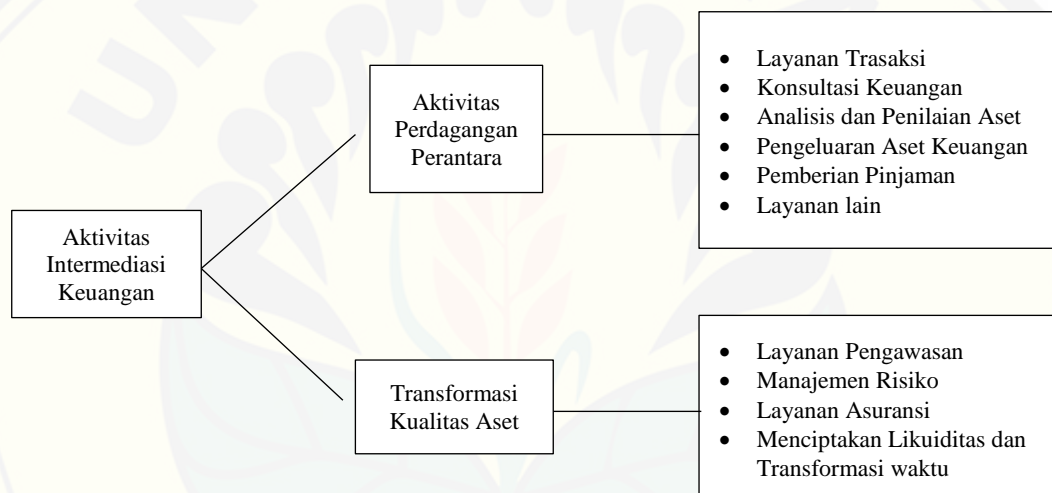 Aktivitas
Intermediasi
Keuangan
Aktivitas
Perdagangan
Perantara
• Layanan Trasaksi
• Konsultasi Keuangan
• Analisis dan Penilaian Aset
• Pengeluaran Aset Keuangan
• Pemberian Pinjaman
• Layanan lain
Transformasi
Kualitas Aset
• Layanan Pengawasan
• Manajemen Risiko
• Layanan Asuransi
• Menciptakan Likuiditas dan
Transformasi waktu